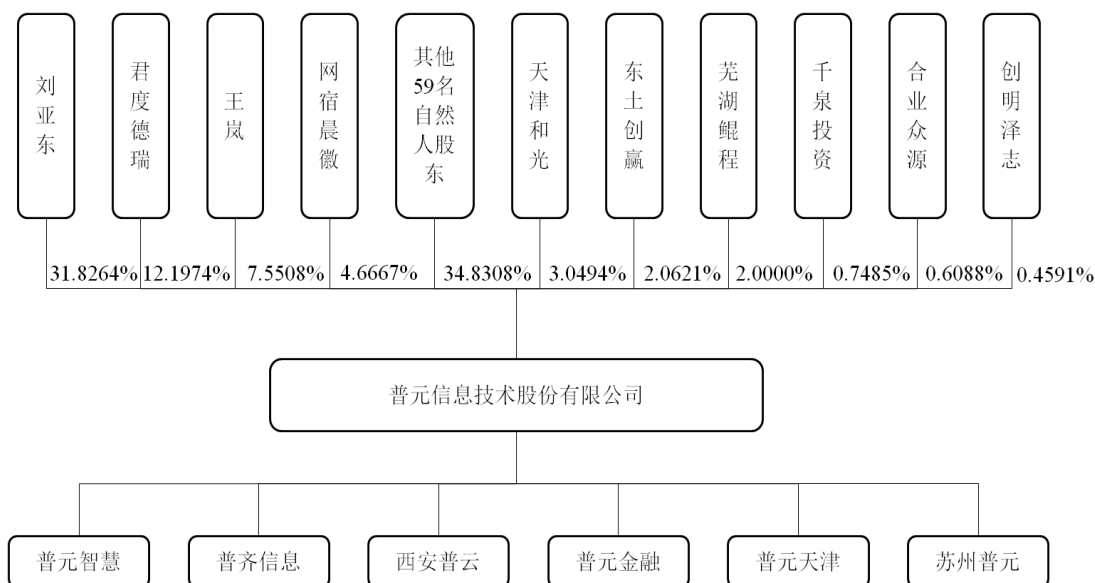 刘亚东
君度德瑞
王岚
网宿晨徽
其他
59名
自然
人股
东
天津和光
东土创赢
芜湖鲲程
千泉投资
合业众源
创明泽志
31.8264%
12.1974%
7.5508%
4.6667%
34.8308%
3.0494%
2.0621%
2.0000%
0.7485%
0.6088%
0.4591%
普元信息技术股份有限公司
普元智慧
普齐信息
西安普云
普元金融
普元天津
苏州普元